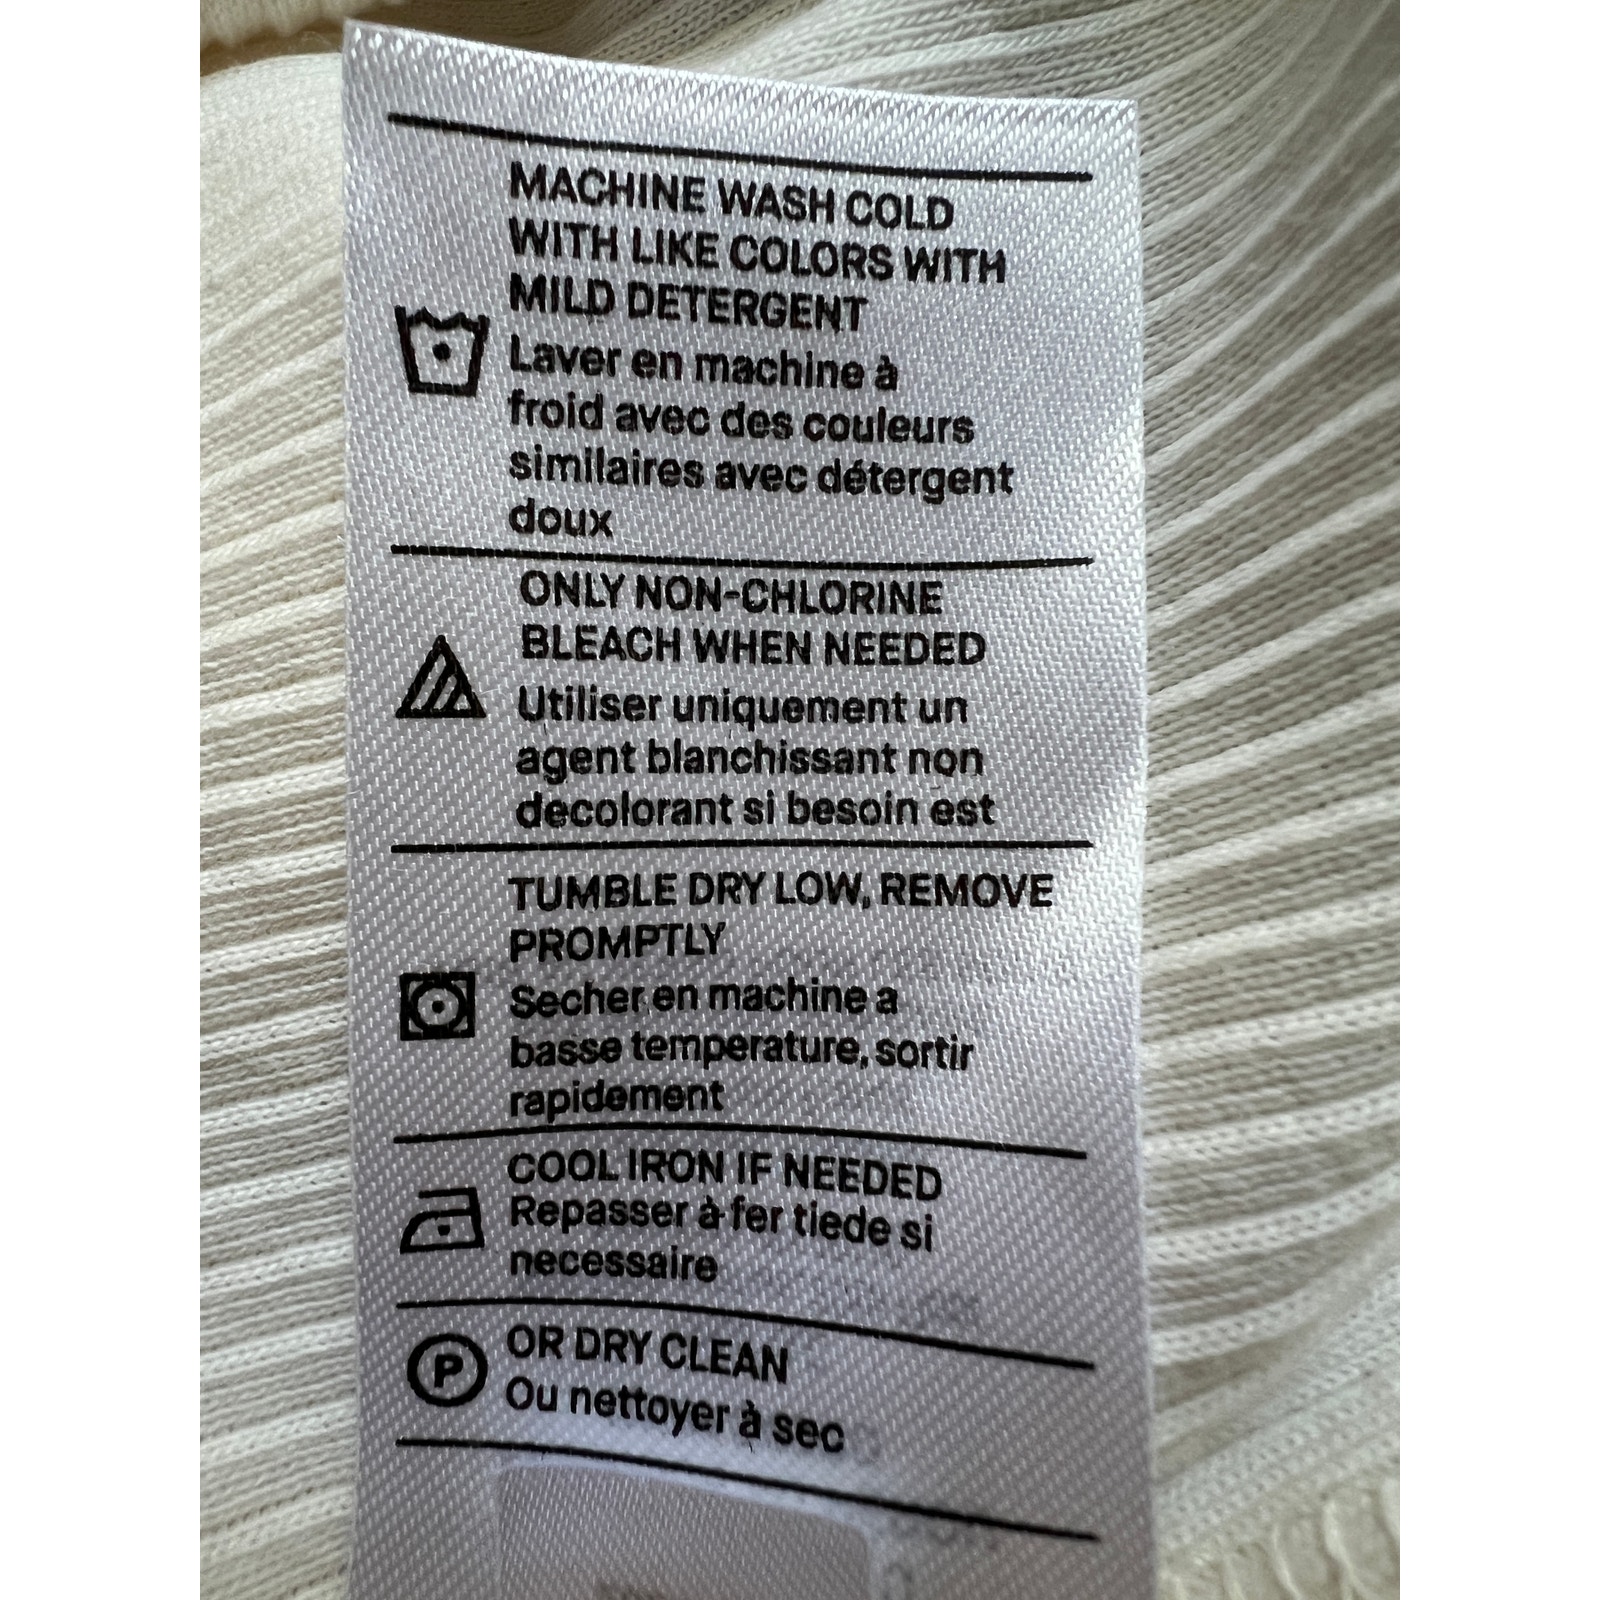 MACHINE WASH COLD
WITH LIKE COLORS WITH
MILD DETERGENT
Laver en machine à
froid avec des couleurs
similaires avec détergent
doux
ONLY NON-CHLORINE
BLEACH WHEN NEEDED
Utiliser uniquement un
agent blanchissant non
decolorant si besoin est
TUMBLE DRY LOW, REMOVE
PROMPTLY
Secher en machine a
basse temperature, sortir
rapidement
COOL IRON IF NEEDED
Repasser à fer tiede si
necessaire
P
OR DRY CLEAN
Ou nettoyer à sec